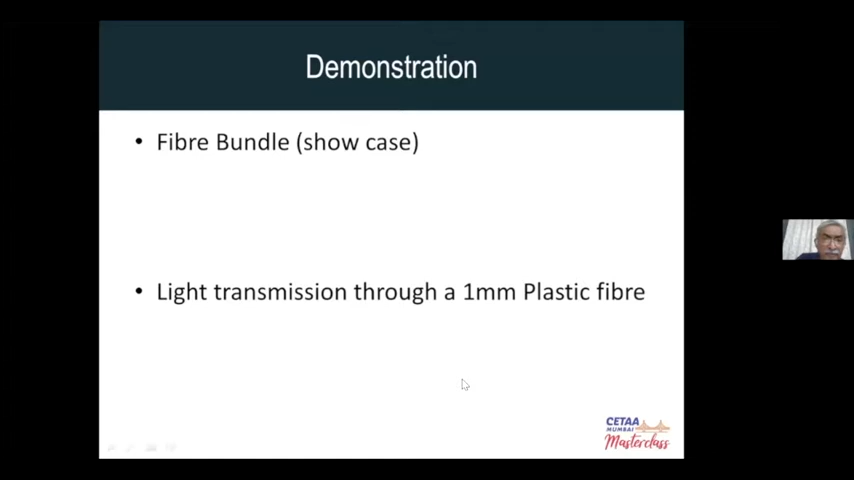 Demonstration
• Fibre Bundle (show case)
• Light transmission through a 1mm Plastic fibre
CETAA
MUMBAI
Masterclass